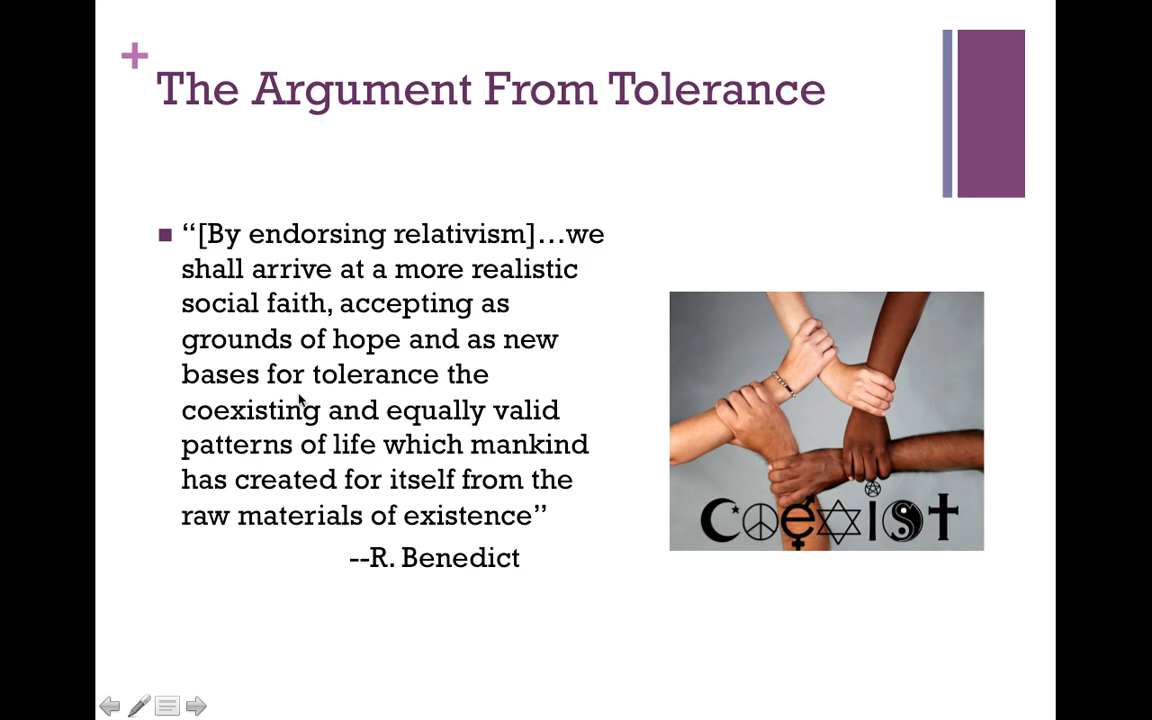 +
The Argument From Tolerance
“[By endorsing relativism]…we
shall arrive at a more realistic
social faith, accepting as
grounds of hope and as new
bases for tolerance the
coexisting and equally valid
patterns of life which mankind
has created for itself from the
raw materials of existence”
--R. Benedict
Coexist